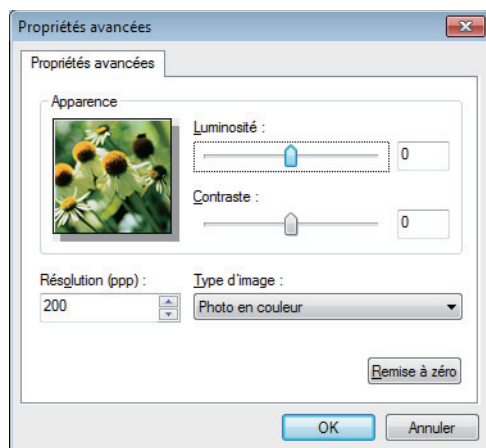 Propriétés avancées
Propriétés avancées
Apparence
Luminosité :
0
Contraste :
0
Résolution (ppp) :
200
Type d'image :
Photo en couleur
Remise à zéro
OK
Annuler